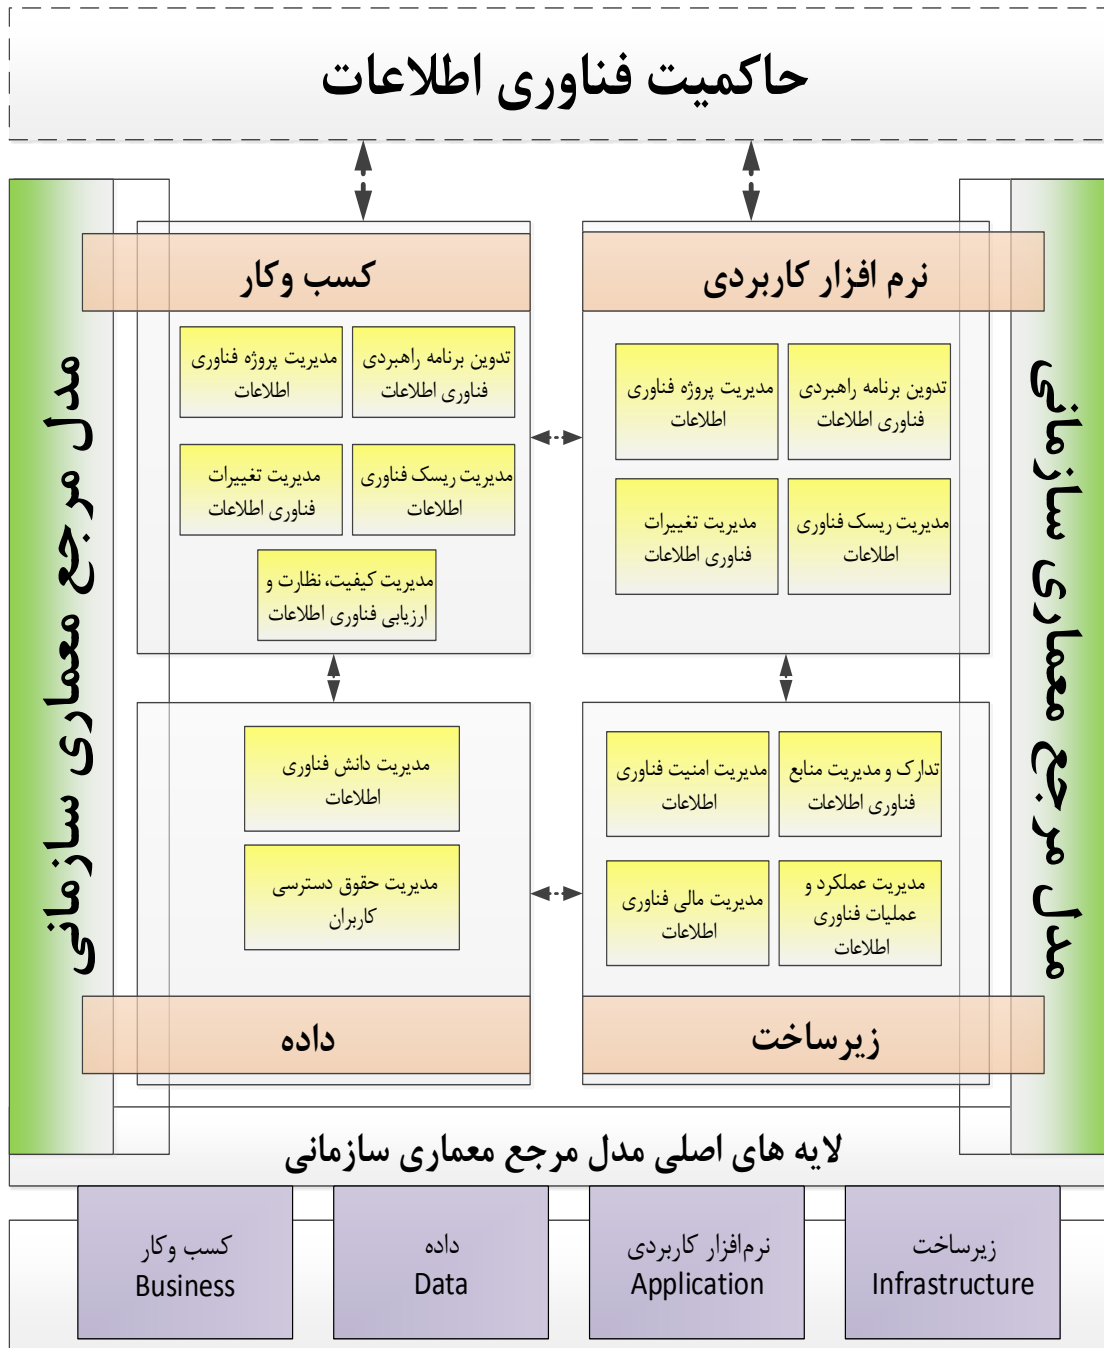 حاکمیت فناوری اطلاعات
مدل مرجع معماری سازمانی
نرم افزار کاربردی
تدوین برنامه راهبردی
فناوری اطلاعات
مدیریت پروژه فناوری
اطلاعات
مدیریت ریسک فناوری
اطلاعات
مدیریت تغییرات
فناوری اطلاعات
کسب وکار
تدوین برنامه راهبردی
فناوری اطلاعات
مدیریت پروژه فناوری
اطلاعات
مدیریت ریسک فناوری
اطلاعات
مدیریت تغییرات
فناوری اطلاعات
مدیریت کیفیت، نظارت و
ارزیابی فناوری اطلاعات
تدارک و مدیریت منابع
فناوری اطلاعات
مدیریت امنیت فناوری
اطلاعات
مدیریت عملکرد و
عملیات فناوری
اطلاعات
مدیریت مالی فناوری
اطلاعات
زیرساخت
مدیریت دانش فناوری
اطلاعات
مدیریت حقوق دسترسی
کاربران
داده
مدل مرجع معماری سازمانی
لایه های اصلی مدل مرجع معماری سازمانی
زیرساخت
Infrastructure
نرم‌افزار کاربردی
Application
داده
Data
کسب وکار
Business